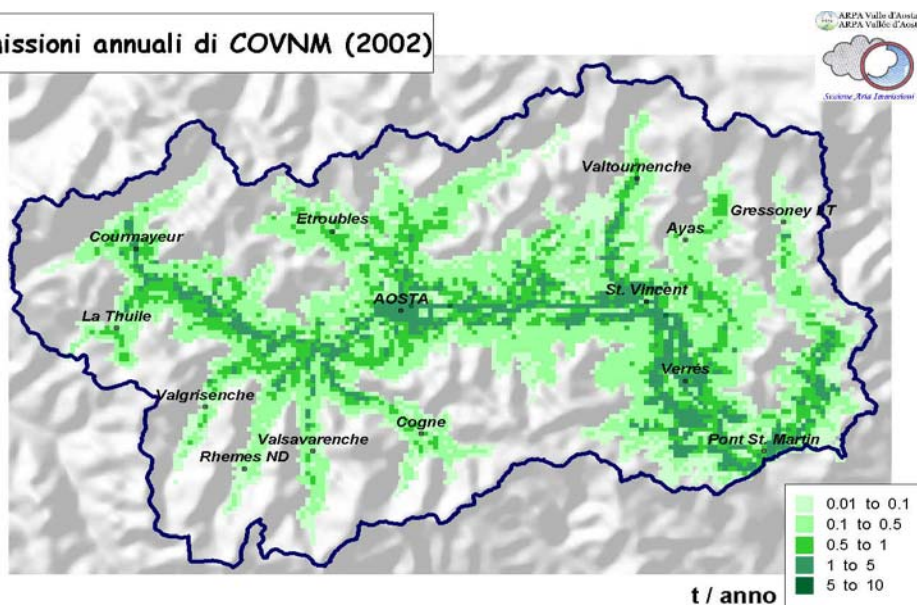 missioni annuali di COVNM (2002)
ARPA Valle d'Aosta
ARPA Vallée d'Aoste
Sezione Aria Immissioni
Valtournenche
Etroubles
Gressoney LT
Courmayeur
Ayas
AOSTA
St. Vincent
La Thuile
Verrès
Valgrisenche
Cogne
Valsavarenche
Pont St. Martin
Rhemes ND
0.01 to 0.1
0.1 to 0.5
0.5 to 1
1 to 5
5 to 10
t / anno